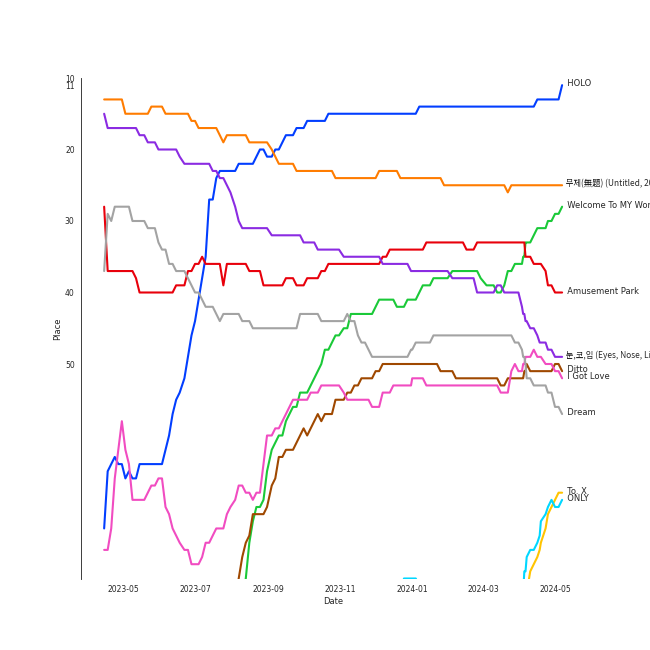 10
11
HOLO
20
무제(無題) (Untitled, 20
30
Welcome To MY Wor
40
Amusement Park
Place
눈,코,입 (Eyes, Nose, Li
50
Ditto
I Got Love
Dream
To. X
ONLY
2023-05
2023-07
2023-09
2023-11
2024-01
2024-03
2024-05
Date